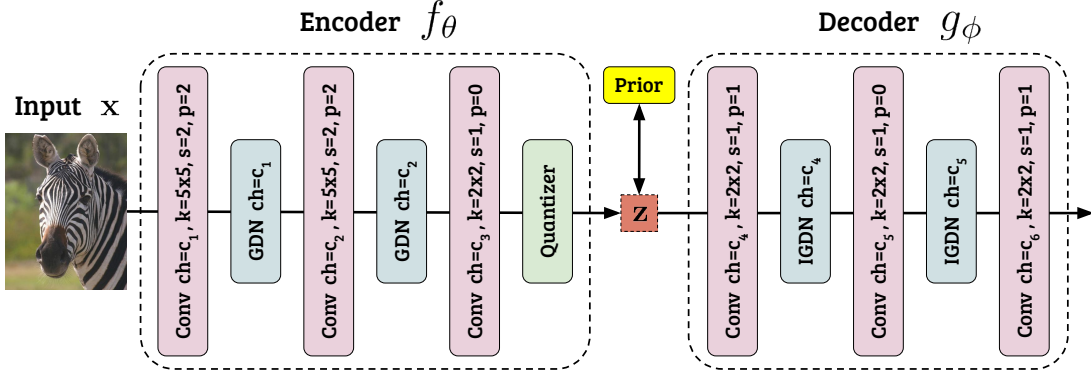 Encoder f_θ
Decoder g_ϕ
Input x
Conv ch=c₁, k=5x5, s=2, p=2
GDN ch=c₁
Conv ch=c₂, k=5x5, s=2, p=2
GDN ch=c₂
Conv ch=c₃, k=2x2, s=1, p=0
Quantizer
Prior
z
Conv ch=c₄, k=2x2, s=1, p=1
IGDN ch=c₄
Conv ch=c₅, k=2x2, s=1, p=0
IGDN ch=c₅
Conv ch=c₆, k=2x2, s=1, p=1